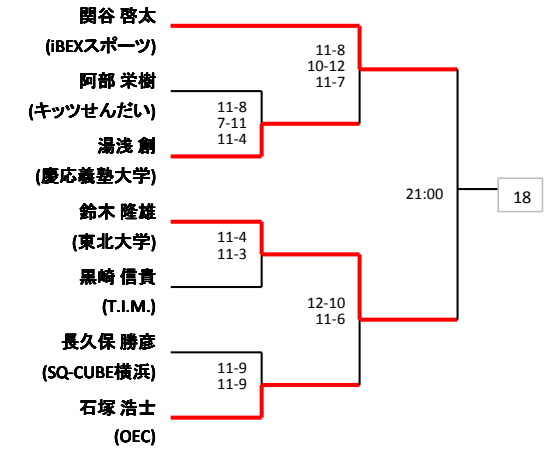 関谷 啓太
(iBEXスポーツ)
阿部 栄樹
(キッツせんだい)
湯浅 創
(慶応義塾大学)
鈴木 隆雄
(東北大学)
黒崎 信貴
(T.I.M.)
長久保 勝彦
(SQ-CUBE横浜)
石塚 浩士
(OEC)
11-8
7-11
11-4
11-4
11-3
11-9
11-9
11-8
10-12
11-7
12-10
11-6
21:00
18